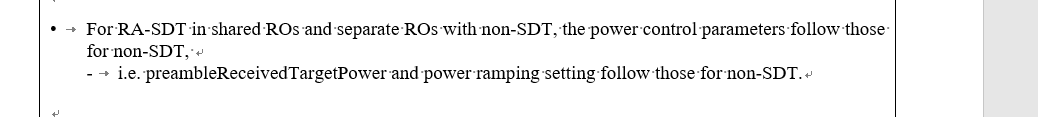 • For RA-SDT in shared ROs and separate ROs with non-SDT, the power control parameters follow those
for non-SDT,
- i.e. preambleReceivedTargetPower and power ramping setting follow those for non-SDT.